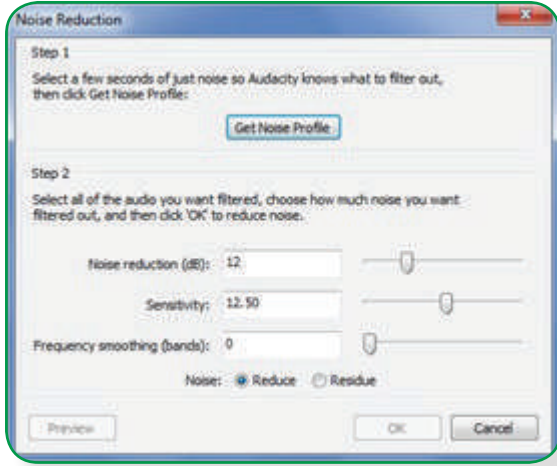 Noise Reduction
Step 1
Select a few seconds of just noise so Audacity knows what to filter out,
then click Get Noise Profile:
Get Noise Profile
Step 2
Select all of the audio you want filtered, choose how much noise you want
filtered out, and then click 'OK' to reduce noise.
Noise reduction (dB): 12
Sensitivity: 12.50
Frequency smoothing (bands): 0
Noise: Reduce Residue
Preview OK Cancel